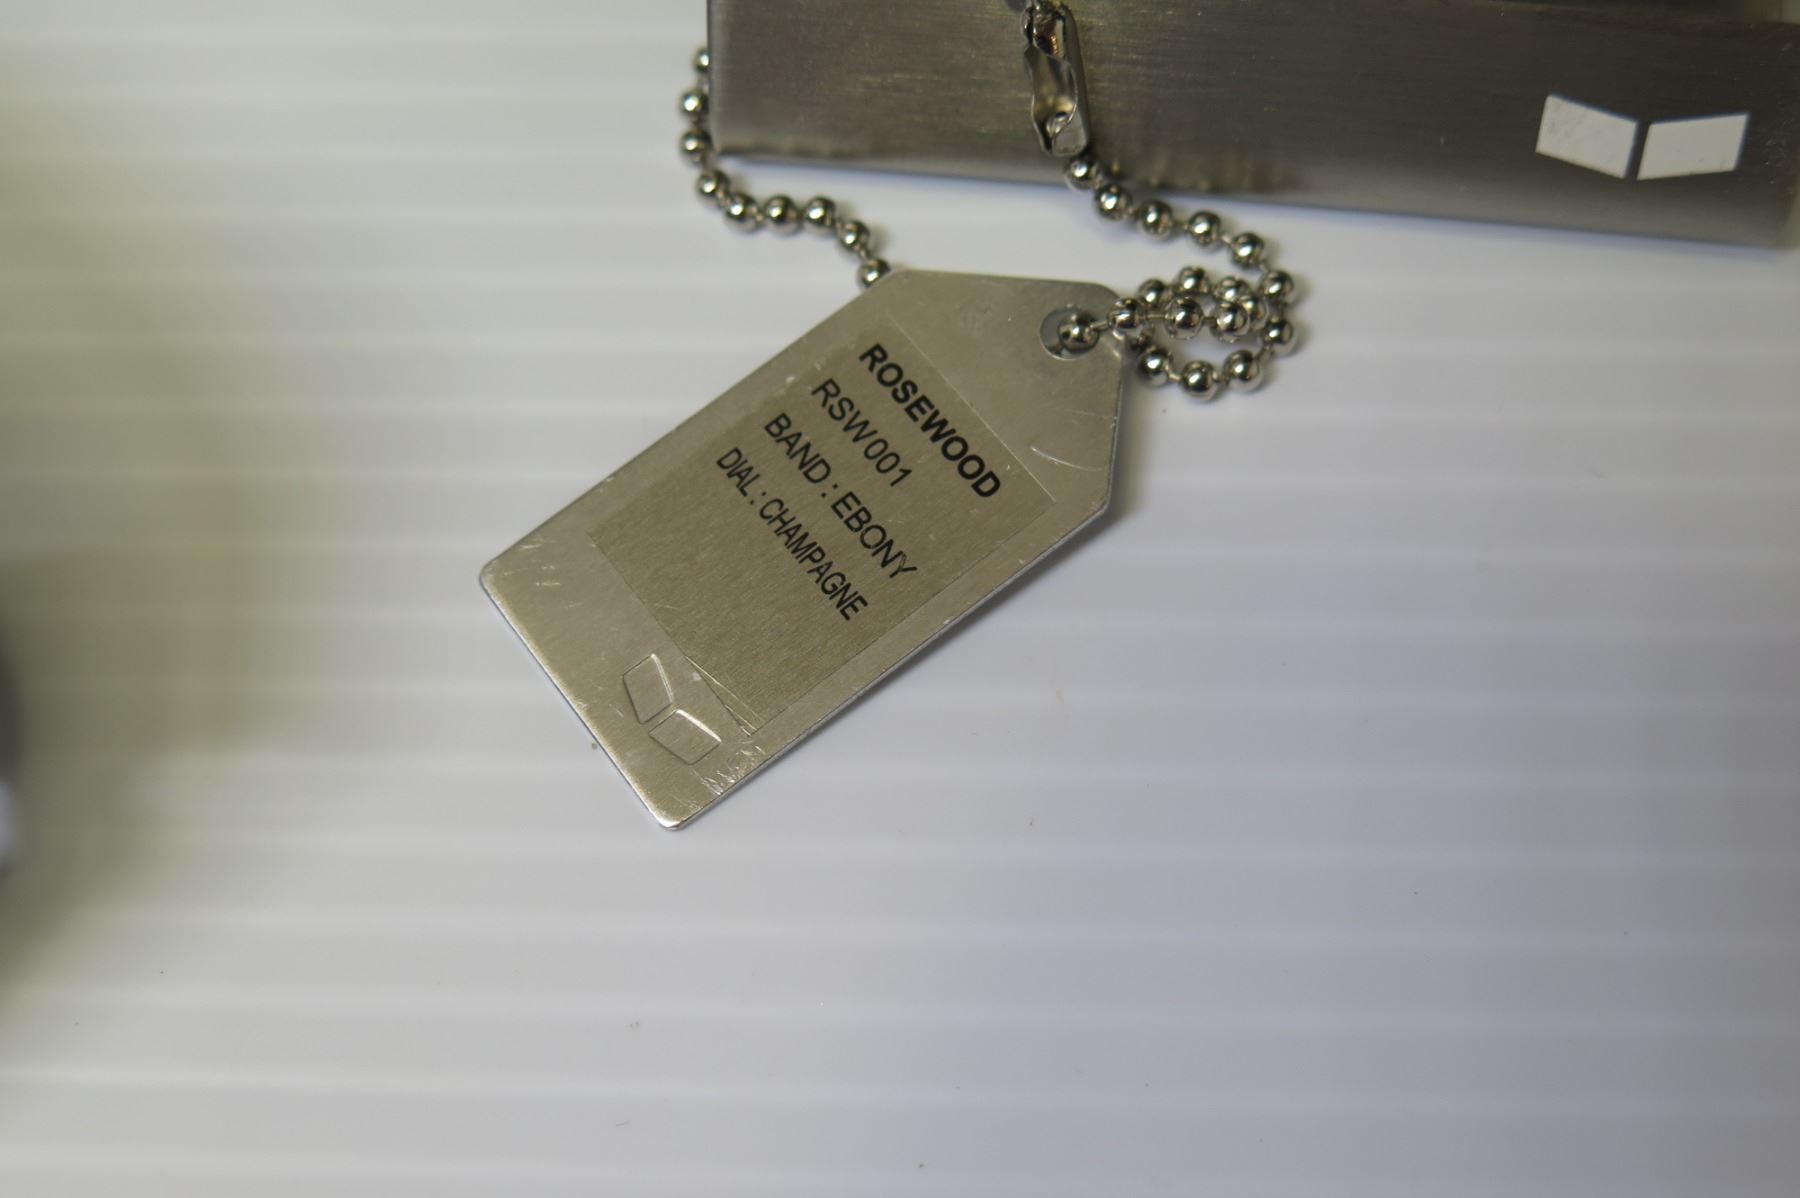 ROSEWOOD
RSW001
BAND : EBONY
DIAL : CHAMPAGNE